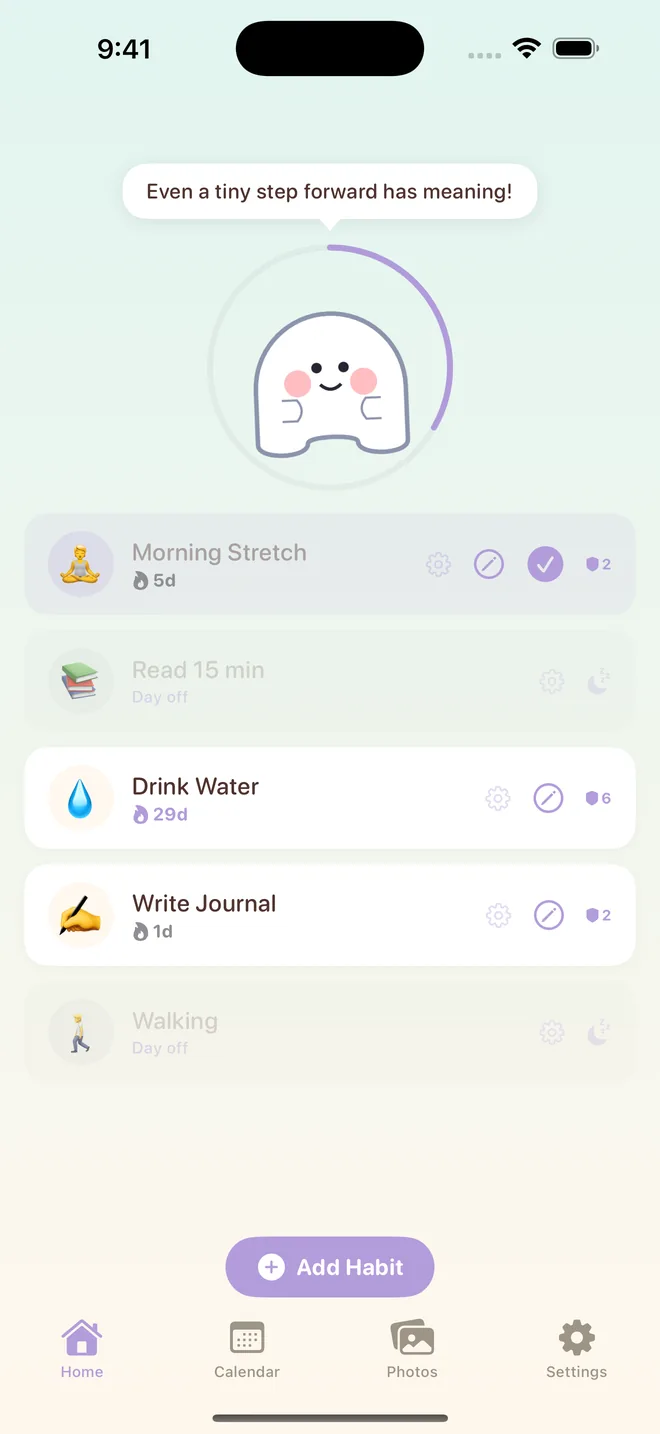 9:41
Even a tiny step forward has meaning!
Morning Stretch
5d
2
Read 15 min
Day off
Drink Water
29d
6
Write Journal
1d
2
Walking
Day off
Add Habit
Home
Calendar
Photos
Settings